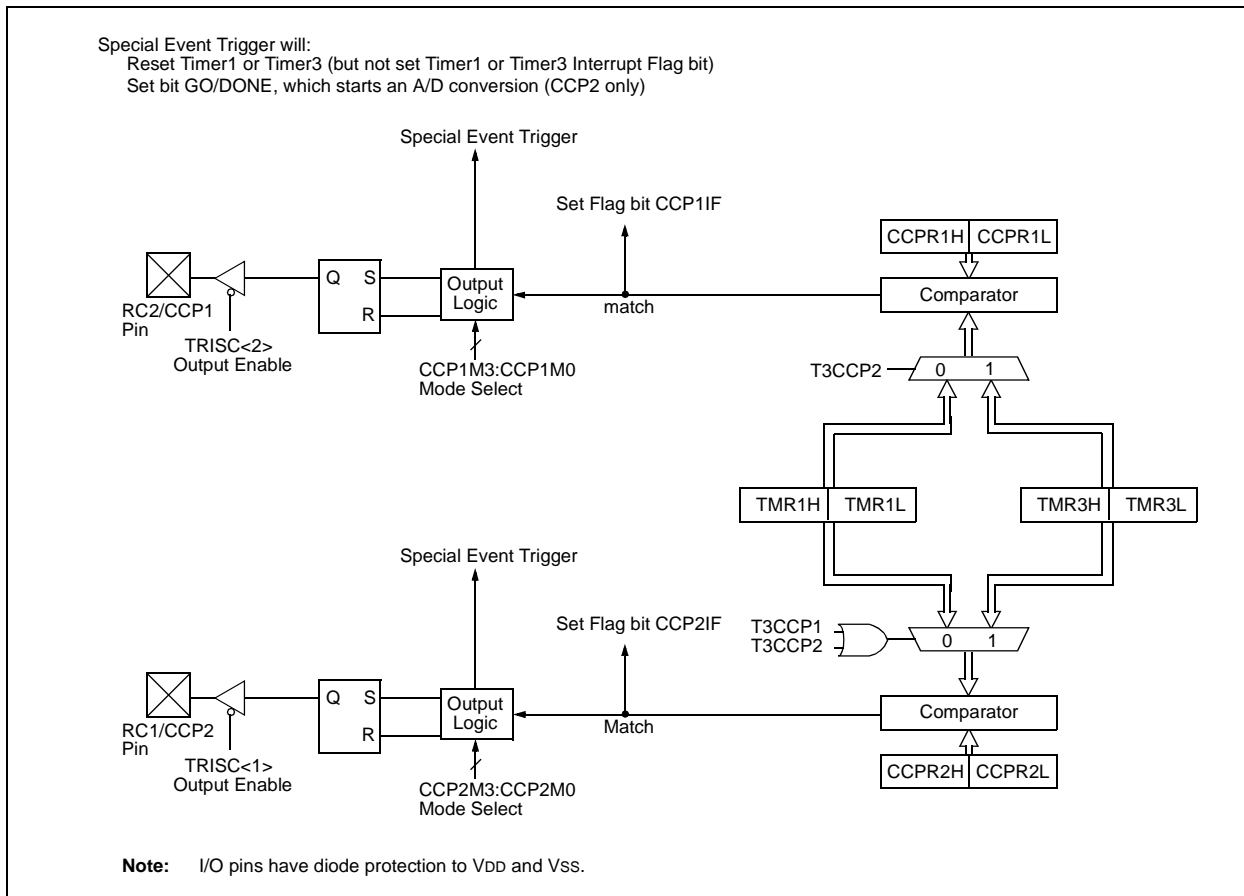 Special Event Trigger will:
Reset Timer1 or Timer3 (but not set Timer1 or Timer3 Interrupt Flag bit)
Set bit GO/DONE, which starts an A/D conversion (CCP2 only)
Special Event Trigger
Set Flag bit CCP1IF
CCPR1H CCPR1L
Q S
R
Output
Logic
match
Comparator
RC2/CCP1
Pin
TRISC<2>
Output Enable
CCP1M3:CCP1M0
Mode Select
T3CCP2
0 1
TMR1H TMR1L
TMR3H TMR3L
Special Event Trigger
Set Flag bit CCP2IF
T3CCP1
T3CCP2
0 1
Q S
R
Output
Logic
Match
Comparator
RC1/CCP2
Pin
TRISC<1>
Output Enable
CCP2M3:CCP2M0
Mode Select
CCPR2H CCPR2L
Note: I/O pins have diode protection to VDD and VSS.